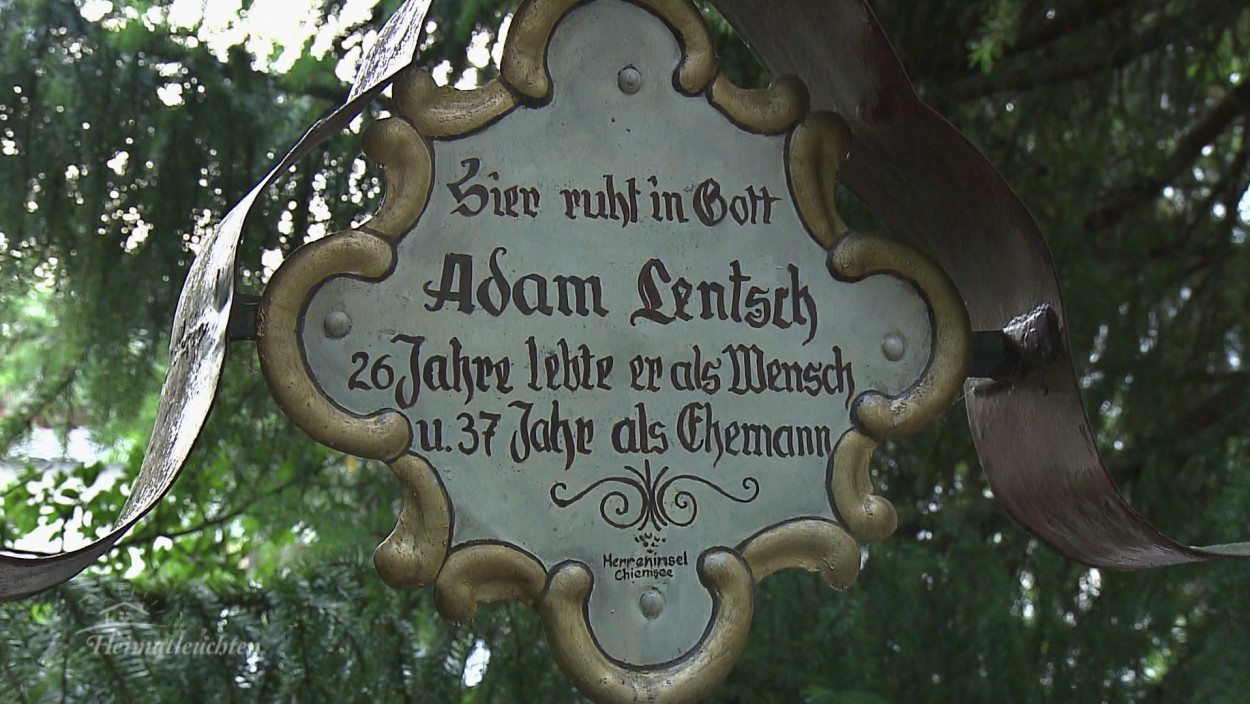 Hier ruht in Gott
Adam Lentsch
26 Jahre lebte er als Mensch
u. 37 Jahr als Ehemann
Herreninsel
Chiemsee
Heimatleuchten